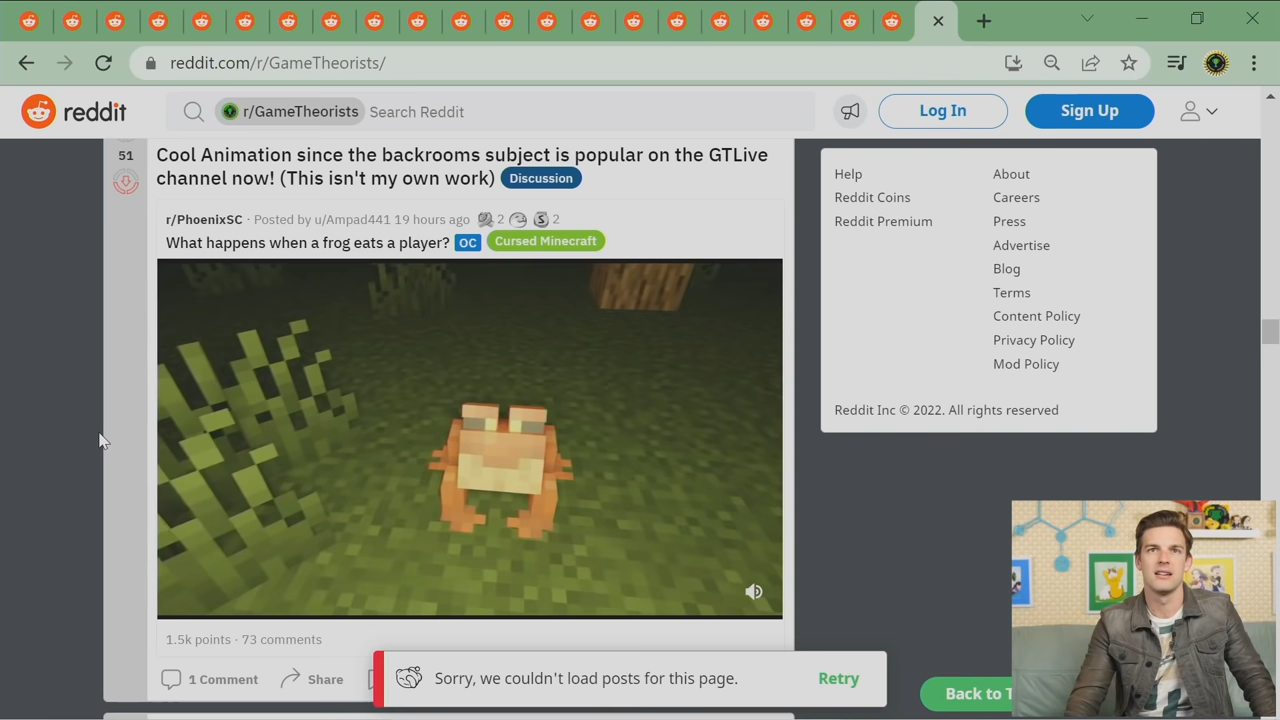 reddit.com/r/GameTheorists/
reddit
r/GameTheorists
Search Reddit
Log In
Sign Up
51
Cool Animation since the backrooms subject is popular on the GTLive
channel now! (This isn't my own work)
Discussion
r/PhoenixSC · Posted by u/Ampad441 19 hours ago
2
S 2
What happens when a frog eats a player?
OC
Cursed Minecraft
1.5k points · 73 comments
1 Comment
Share
Sorry, we couldn't load posts for this page.
Retry
Help
Reddit Coins
Reddit Premium
About
Careers
Press
Advertise
Blog
Terms
Content Policy
Privacy Policy
Mod Policy
Reddit Inc © 2022. All rights reserved
Back to T